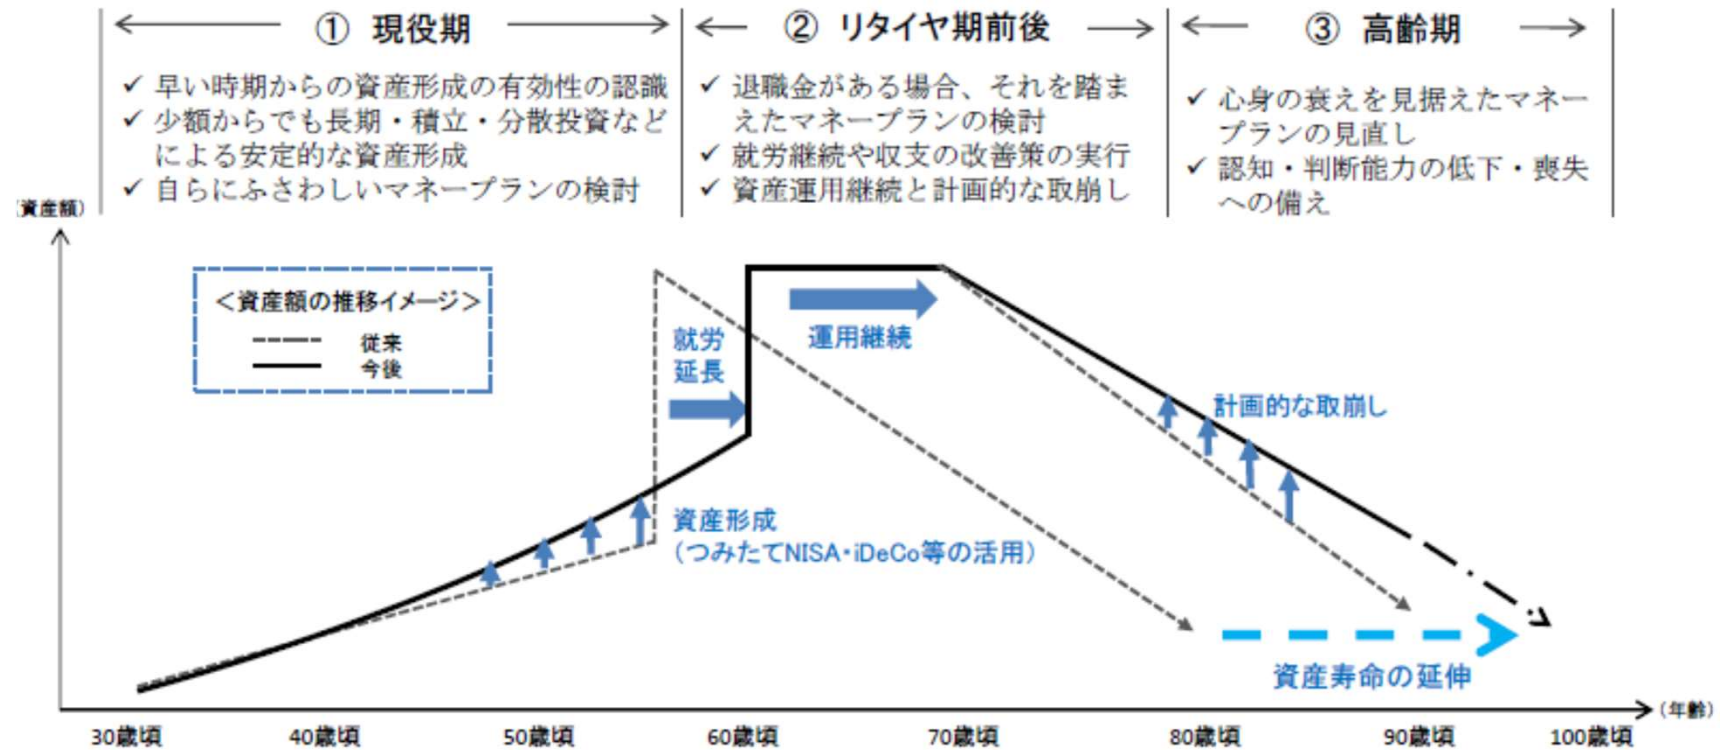 ① 現役期
② リタイヤ期前後
③ 高齢期
✓ 早い時期からの資産形成の有効性の認識
✓ 少額からでも長期・積立・分散投資など
による安定的な資産形成
✓ 自らにふさわしいマネープランの検討
✓ 退職金がある場合、それを踏ま
えたマネープランの検討
✓ 就労継続や収支の改善策の実行
✓ 資産運用継続と計画的な取崩し
✓ 心身の衰えを見据えたマネー
プランの見直し
✓ 認知・判断能力の低下・喪失
への備え
(資産額)
＜資産額の推移イメージ＞
従来
今後
就労
延長
運用継続
計画的な取崩し
資産形成
(つみたてNISA・iDeCo等の活用)
資産寿命の延伸
(年齢)
30歳頃
40歳頃
50歳頃
60歳頃
70歳頃
80歳頃
90歳頃
100歳頃